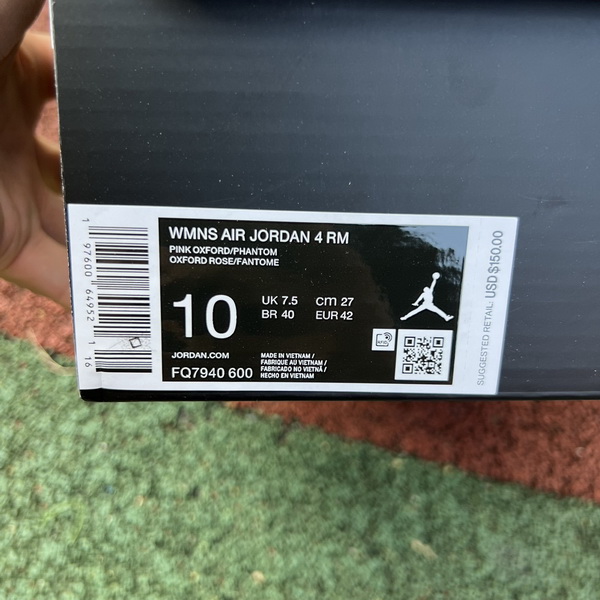 WMNS AIR JORDAN 4 RM
PINK OXFORD/PHANTOM
OXFORD ROSE/FANTOME
10
UK 7.5
cm 27
BR 40
EUR 42
JORDAN.COM
FQ7940 600
MADE IN VIETNAM /
FABRIQUE AU VIETNAM /
FABRICADO NO VIETNÃ /
HECHO EN VIETNAM
RFID
1 97600 64952 1 16
SUGGESTED RETAIL: USD $150.00